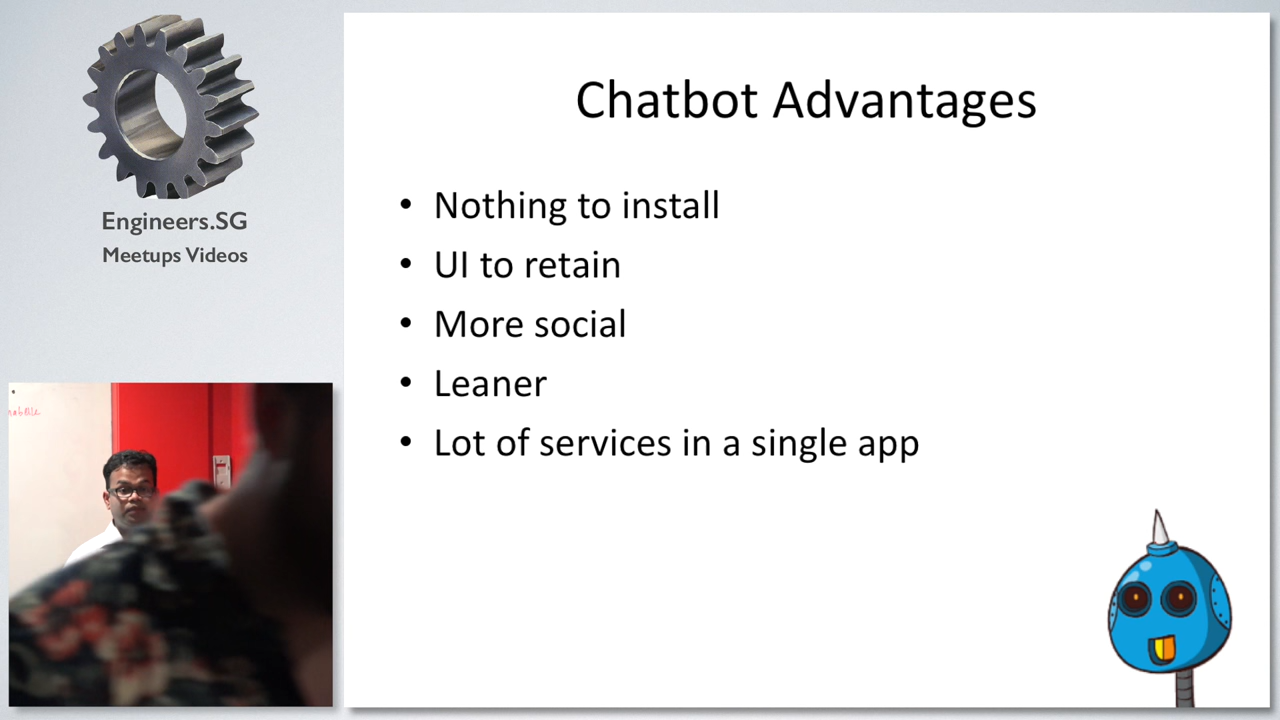 Engineers.SG
Meetups Videos
Chatbot Advantages
• Nothing to install
• UI to retain
• More social
• Leaner
• Lot of services in a single app